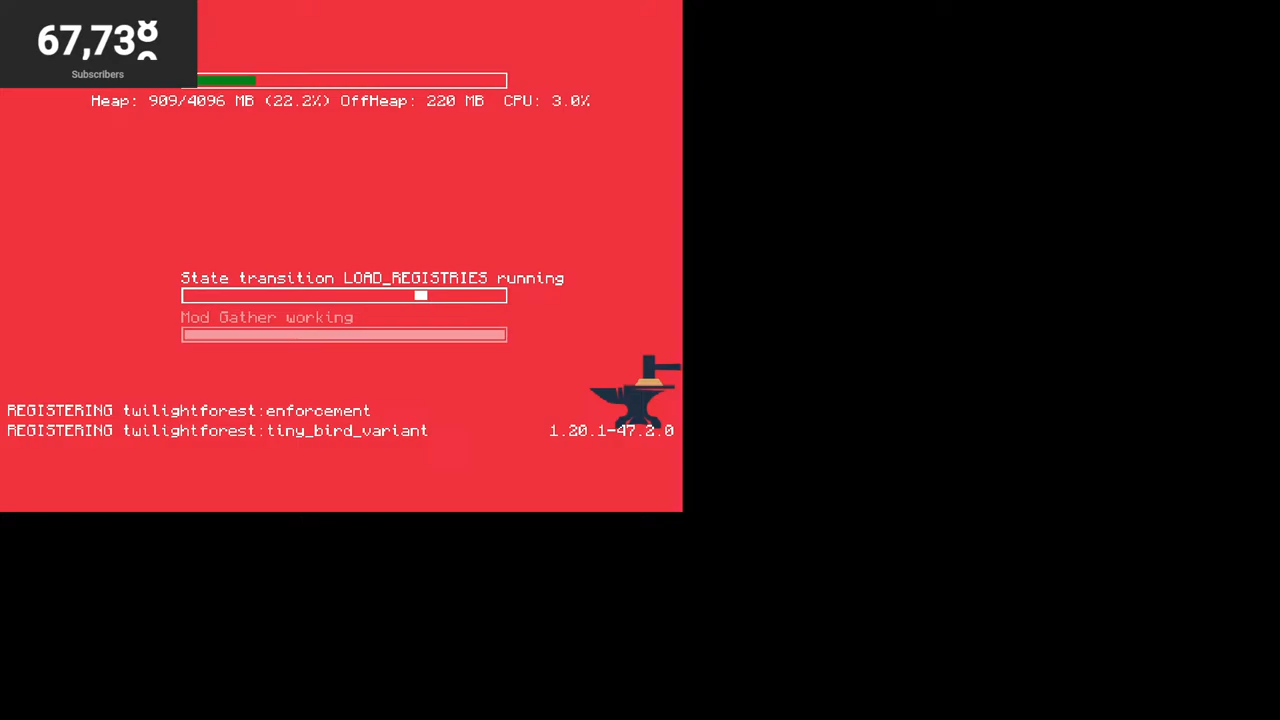 67,738
Subscribers
Heap: 909/4096 MB (22.2%) OffHeap: 220 MB CPU: 3.0%
State transition LOAD_REGISTRIES running
Mod Gather working
REGISTERING twilightforest:enforcement
REGISTERING twilightforest:tiny_bird_variant
1.20.1-47.2.0